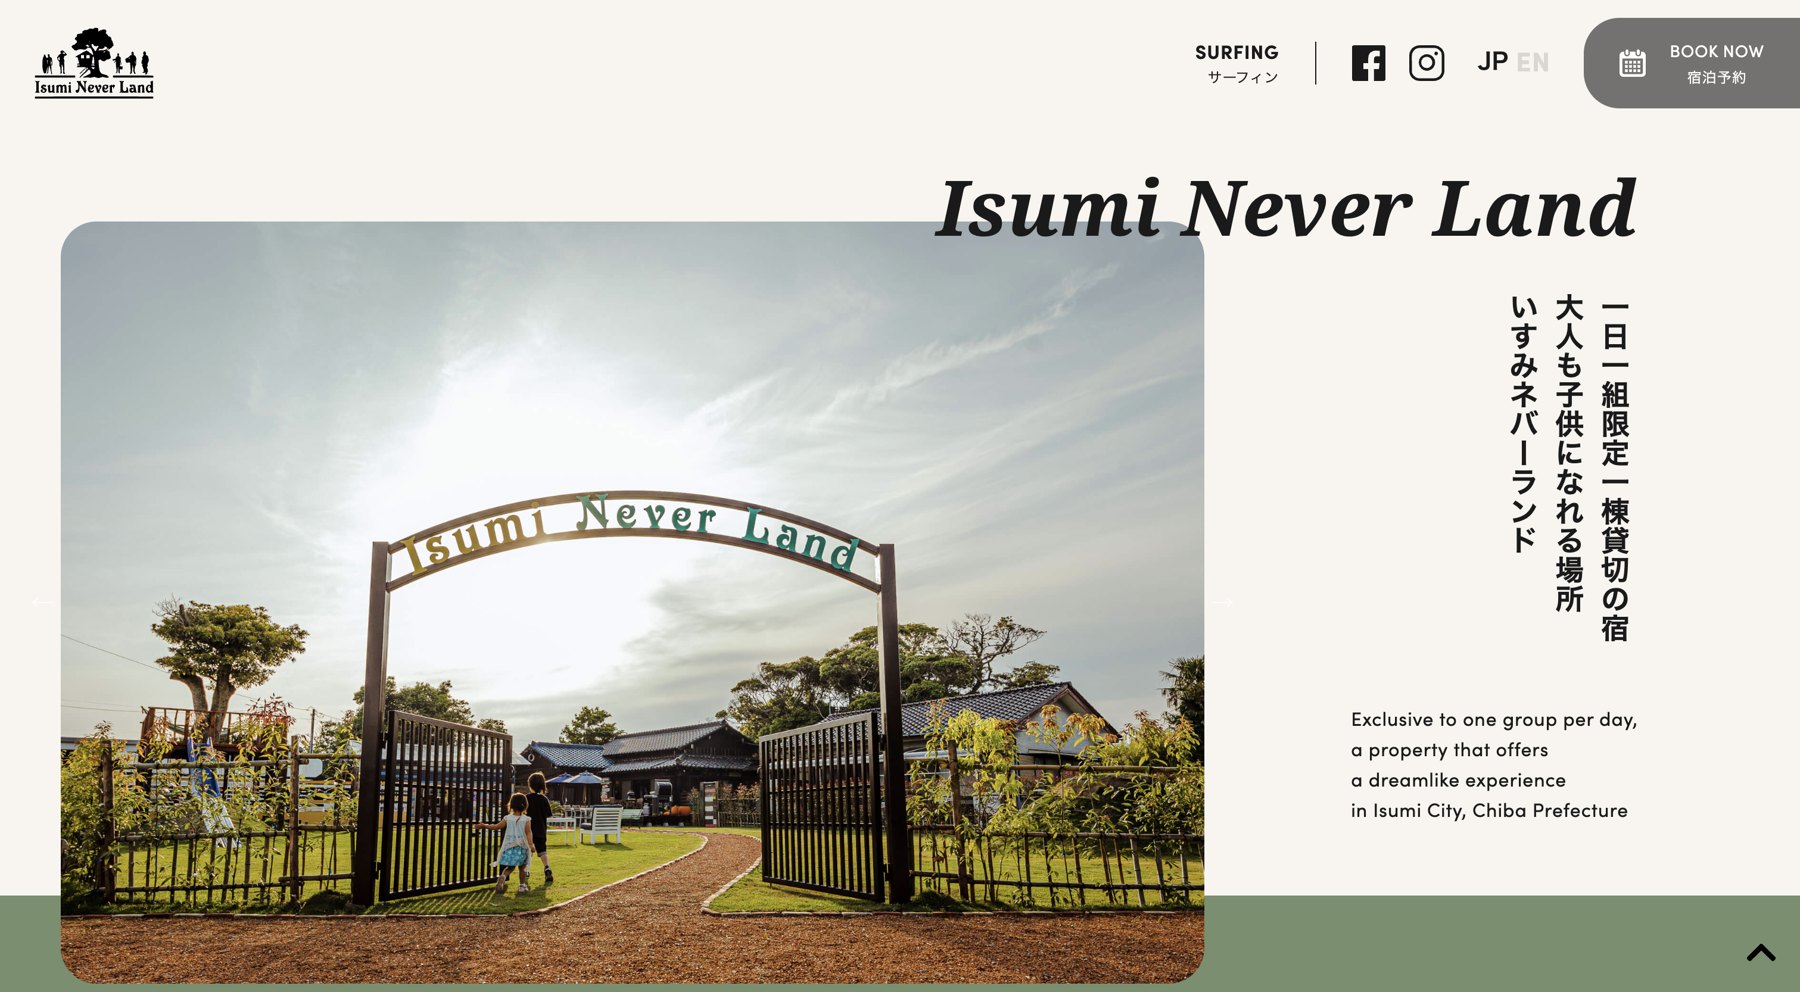 Isumi Never Land
SURFING
サーフィン
JP EN
BOOK NOW
宿泊予約
Isumi Never Land
一日一組限定一棟貸切の宿
大人も子供になれる場所
いすみネバーランド
Isumi Never Land
Exclusive to one group per day,
a property that offers
a dreamlike experience
in Isumi City, Chiba Prefecture